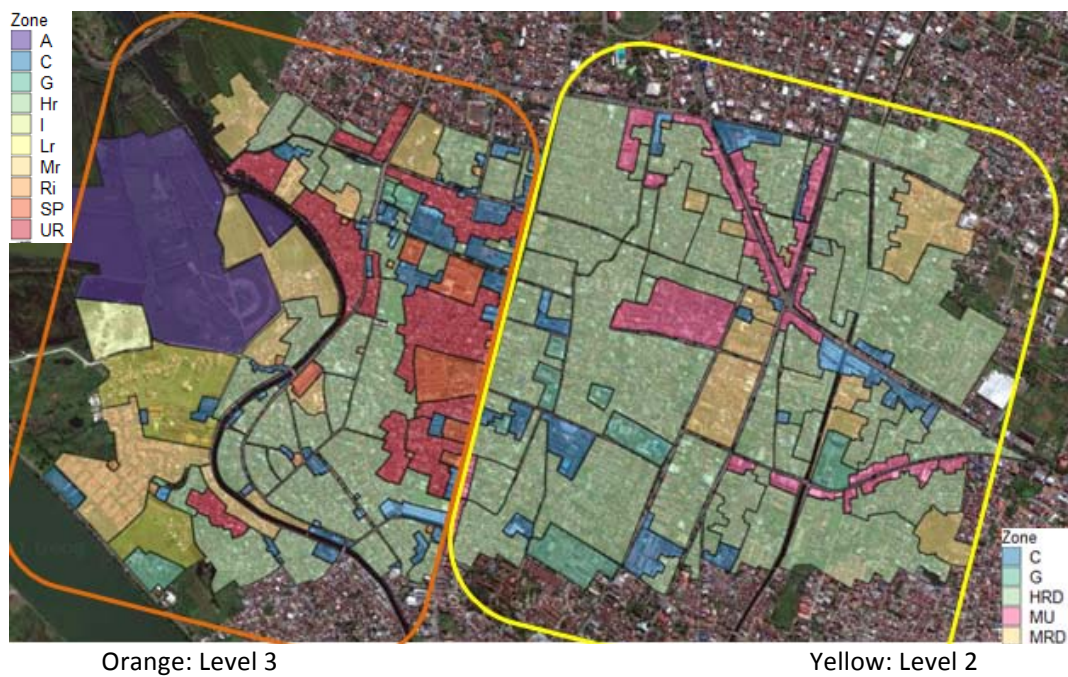 Zone
A
C
G
Hr
I
Lr
Mr
Ri
SP
UR
Zone
C
G
HRD
MU
MRD
Orange: Level 3
Yellow: Level 2